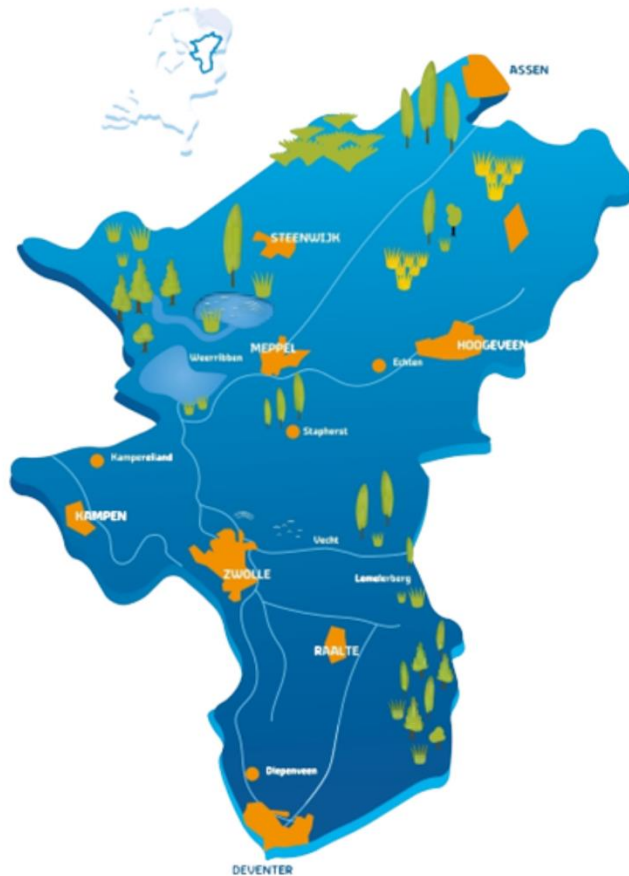 ASSEN
STEENWIJK
MEPPEL
HOOGEVEEN
Weerribben
Echten
Staphorst
Kampereiland
KAMPEN
Vecht
ZWOLLE
Lemelerberg
RAALTE
Diepenveen
DEVENTER